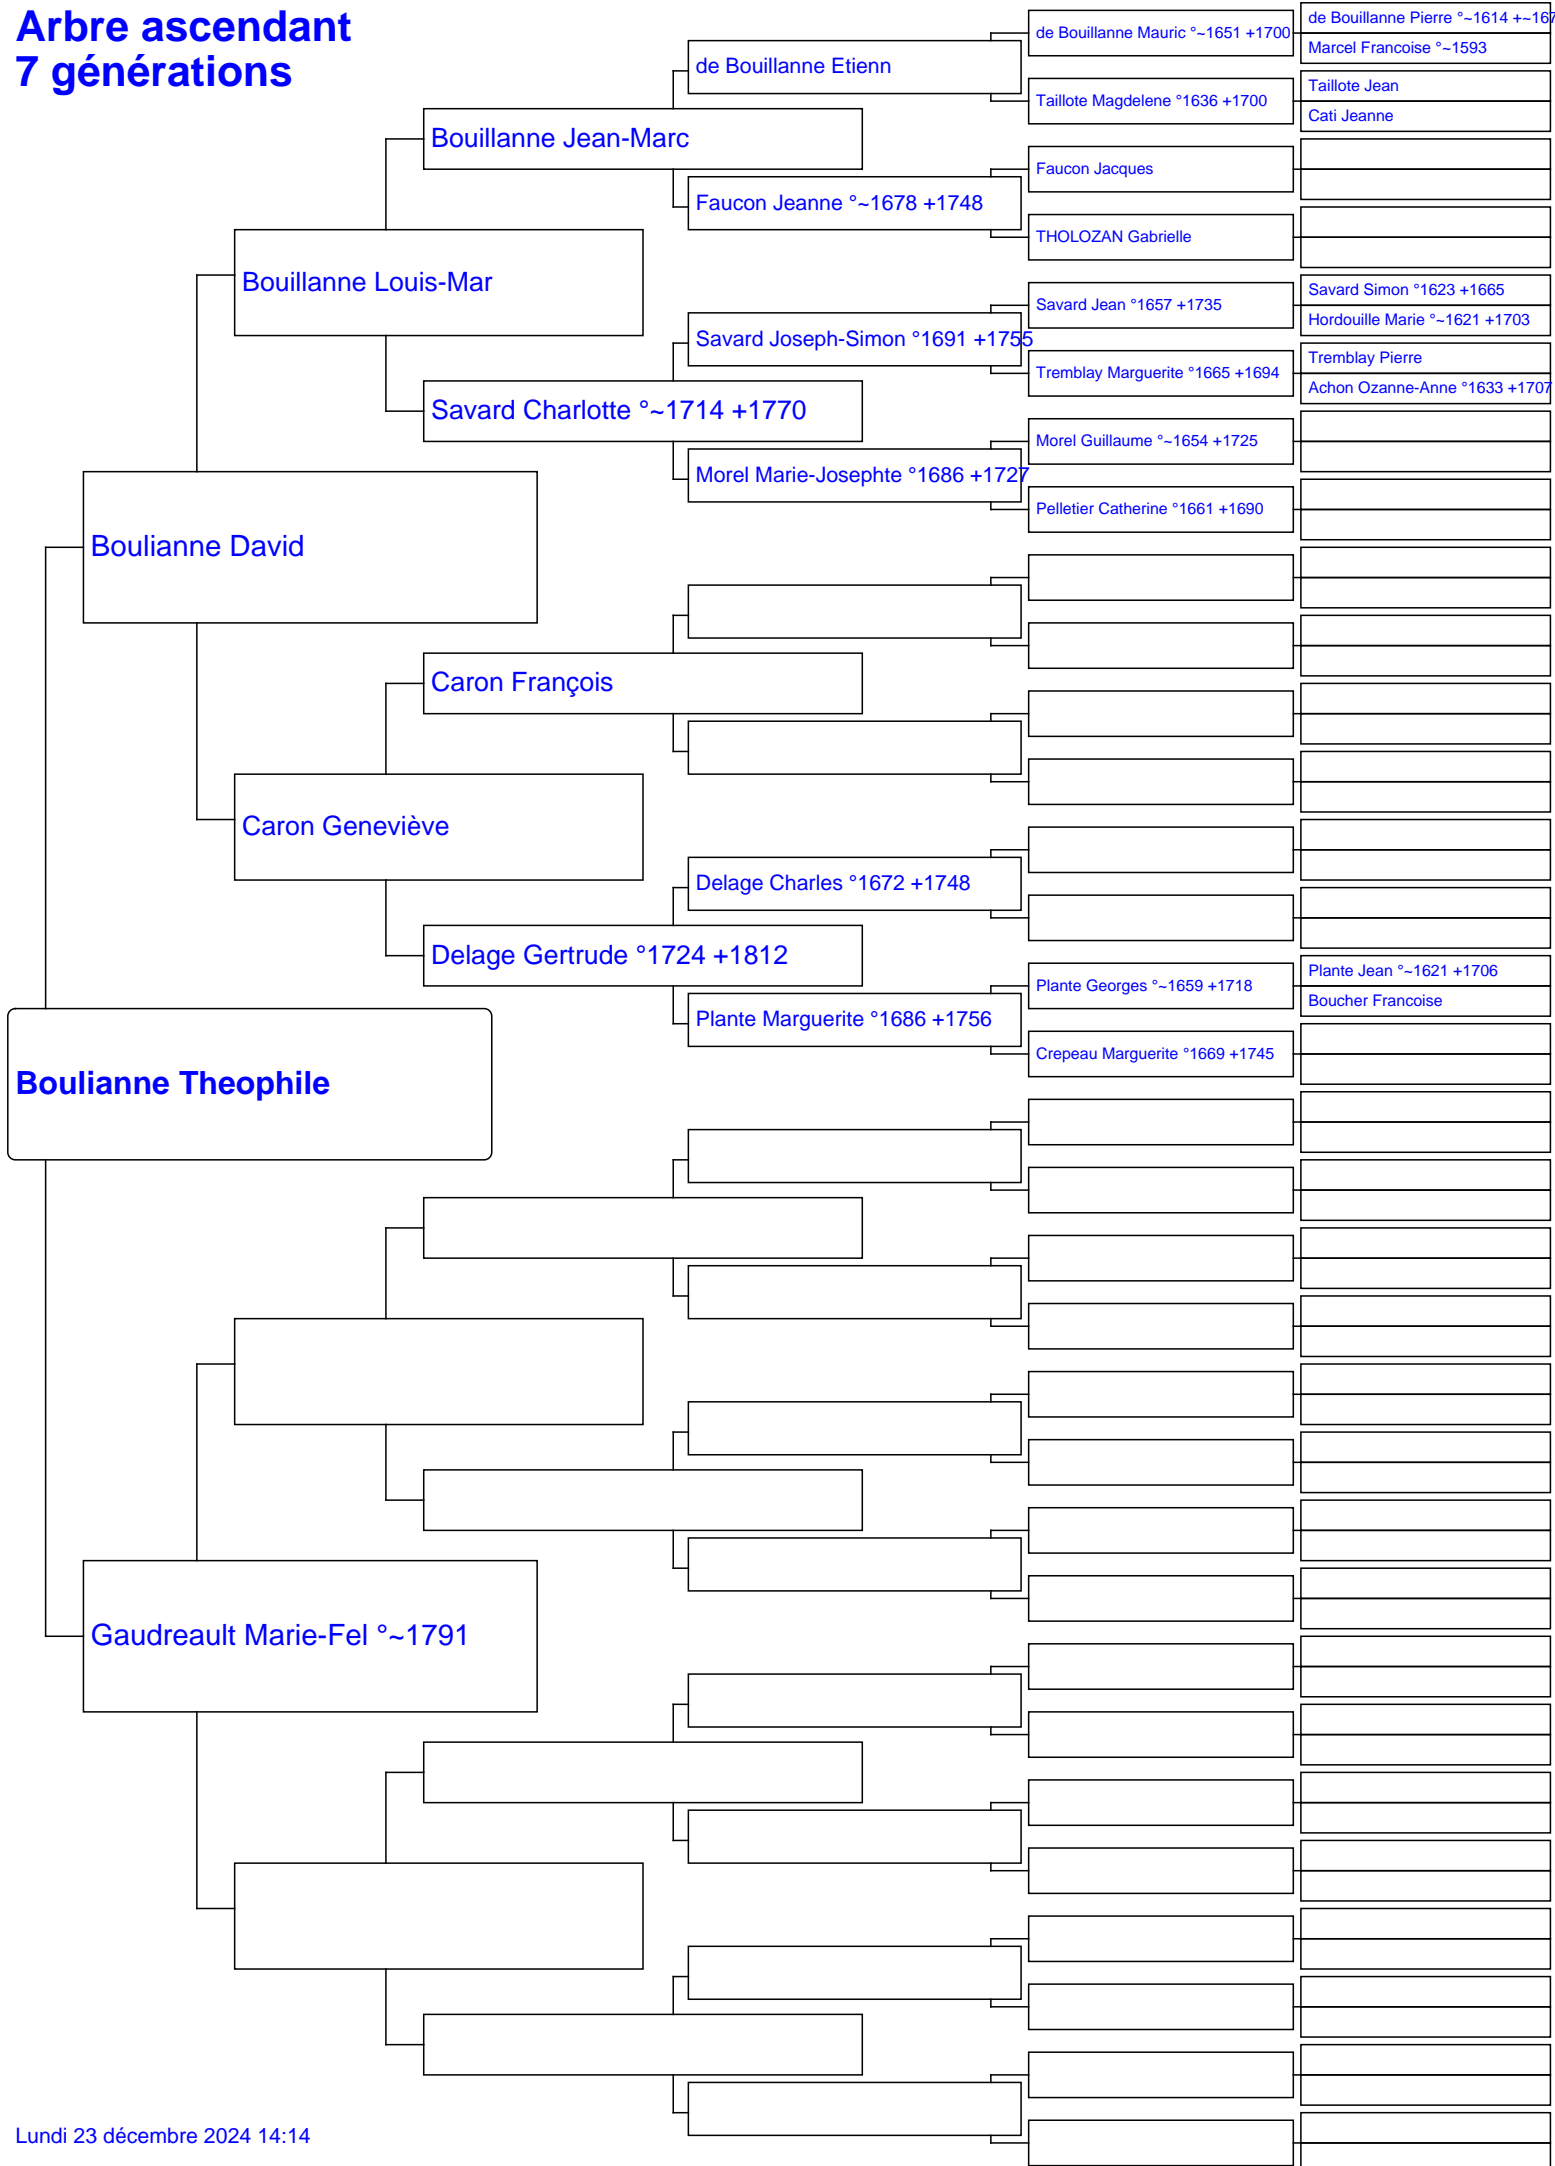 Arbre ascendant
7 générations
de Bouillanne Pierre °~1614 +~167
de Bouillanne Mauric °~1651 +1700
Marcel Francoise °~1593
de Bouillanne Etienn
Taillote Jean
Taillote Magdelene °1636 +1700
Cati Jeanne
Bouillanne Jean-Marc
Faucon Jacques
Faucon Jeanne °~1678 +1748
THOLOZAN Gabrielle
Bouillanne Louis-Mar
Savard Simon °1623 +1665
Savard Jean °1657 +1735
Hordouille Marie °~1621 +1703
Savard Joseph-Simon °1691 +1755
Tremblay Pierre
Tremblay Marguerite °1665 +1694
Achon Ozanne-Anne °1633 +1707
Savard Charlotte °~1714 +1770
Morel Guillaume °~1654 +1725
Morel Marie-Josephte °1686 +1727
Pelletier Catherine °1661 +1690
Boulianne David
Caron François
Caron Geneviève
Delage Charles °1672 +1748
Delage Gertrude °1724 +1812
Plante Jean °~1621 +1706
Plante Georges °~1659 +1718
Boucher Francoise
Plante Marguerite °1686 +1756
Crepeau Marguerite °1669 +1745
Boulianne Theophile
Gaudreault Marie-Fel °~1791
Lundi 23 décembre 2024 14:14